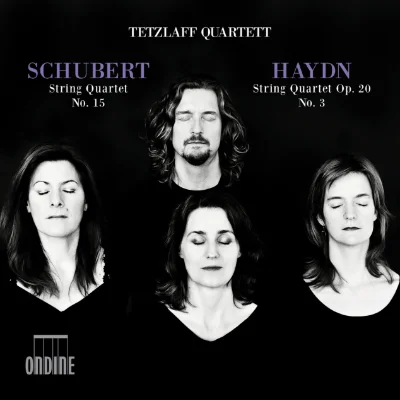 TETZLAFF QUARTETT
SCHUBERT
String Quartet
No. 15
HAYDN
String Quartet Op. 20
No. 3
ONDINE